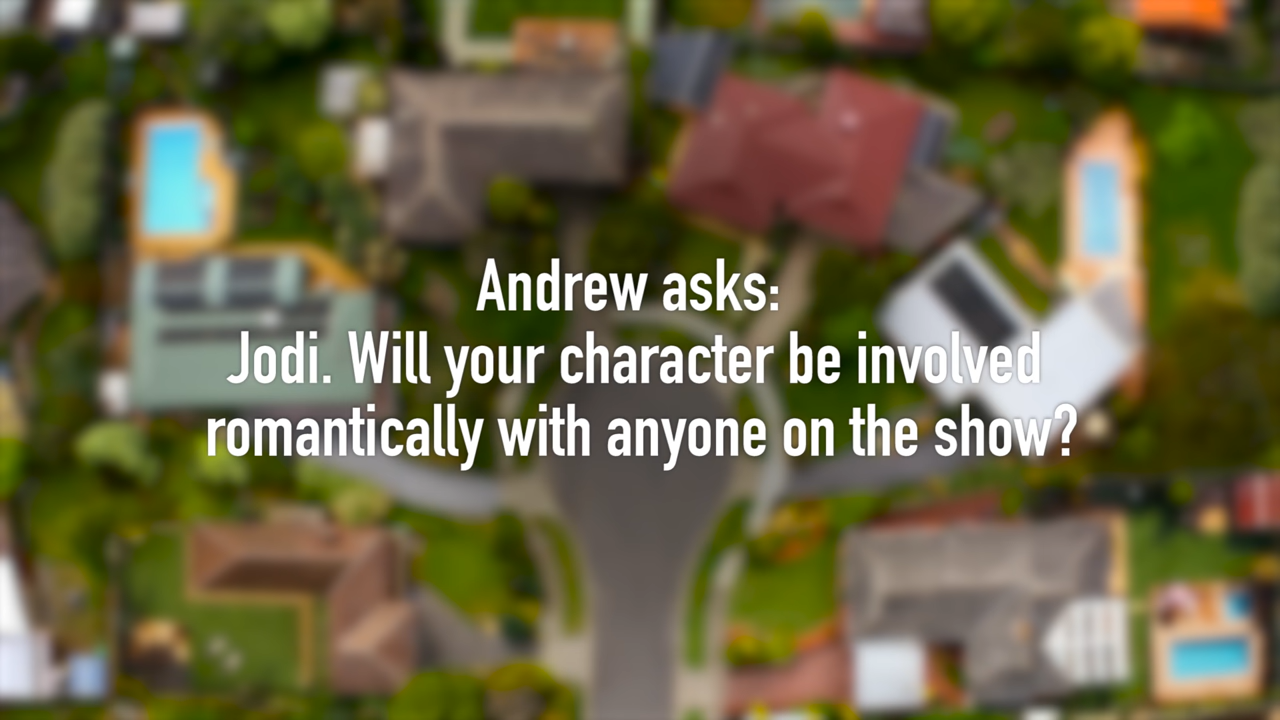 Andrew asks:
Jodi. Will your character be involved
romantically with anyone on the show?